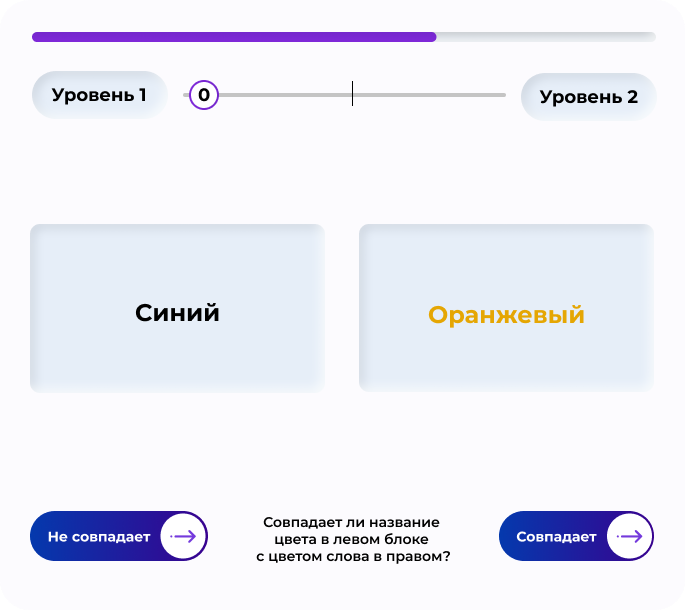 Уровень 1
0
Уровень 2
Синий
Оранжевый
Не совпадает
Совпадает ли название
цвета в левом блоке
с цветом слова в правом?
Совпадает